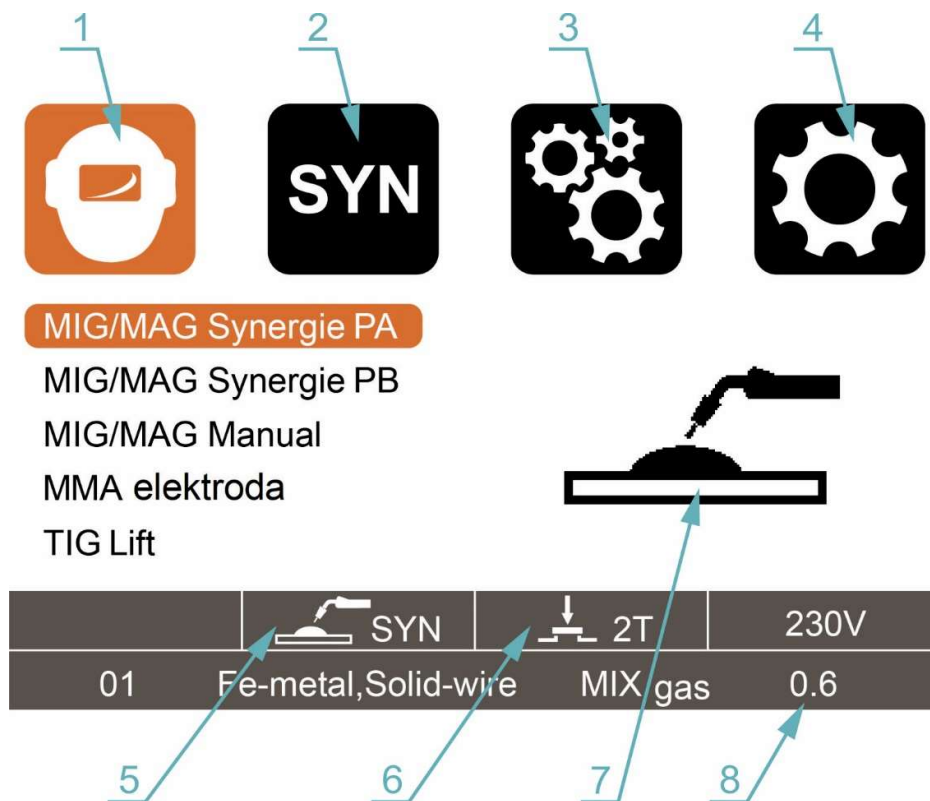 1 2 3 4
SYN
MIG/MAG Synergie PA
MIG/MAG Synergie PB
MIG/MAG Manual
MMA elektroda
TIG Lift
SYN 2T 230V
01 Fe-metal,Solid-wire MIX gas 0.6
5 6 7 8